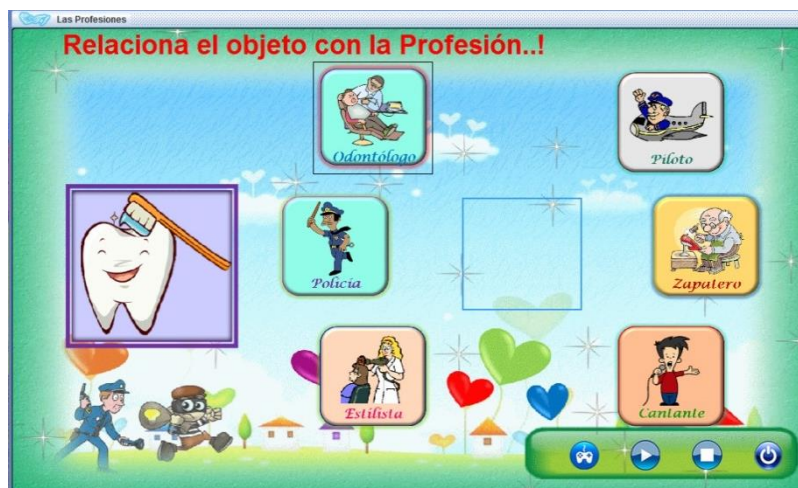 Las Profesiones
Relaciona el objeto con la Profesión..!
Odontólogo
Piloto
Policía
Zapatero
Estilista
Cantante